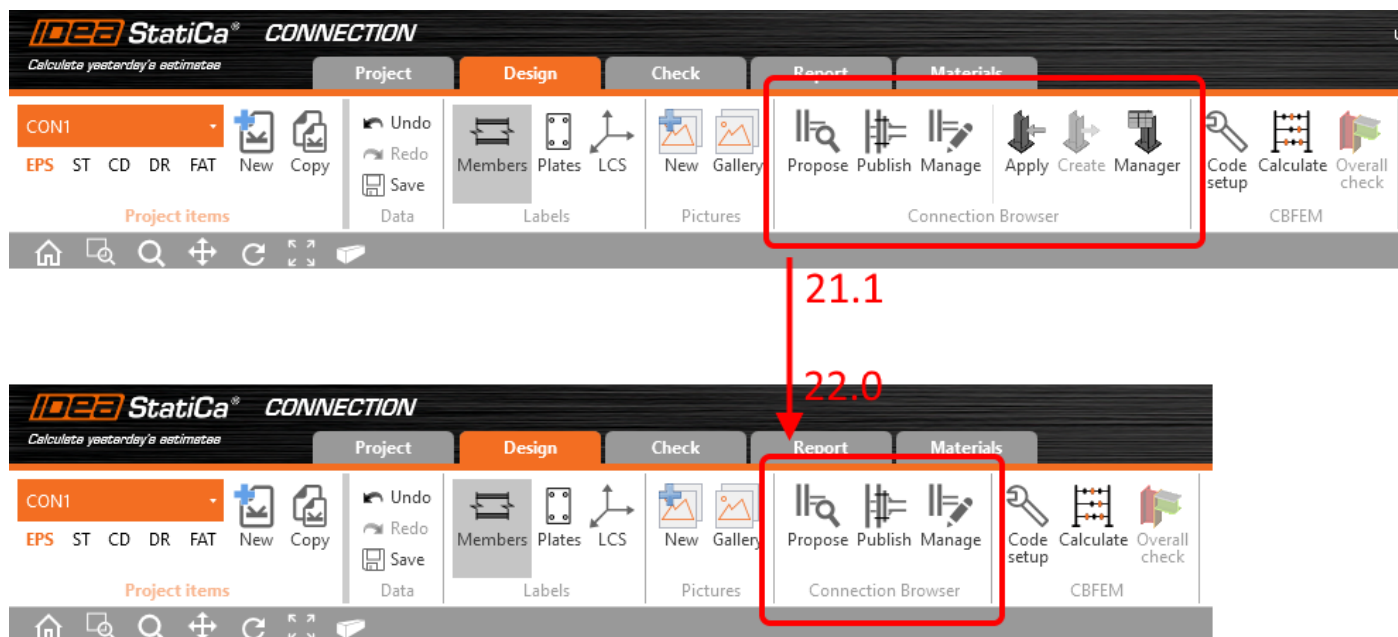 IDEA StatiCa® CONNECTION
Calculate yesterday's estimates
Project Design Check Report Materials
CON1
EPS ST CD DR FAT
New Copy
Undo
Redo
Save
Members Plates LCS
New Gallery
Propose Publish Manage Apply Create Manager
Code setup Calculate Overall check
Project items Data Labels Pictures Connection Browser CBFEM
21.1
22.0
IDEA StatiCa® CONNECTION
Calculate yesterday's estimates
Project Design Check Report Materials
CON1
EPS ST CD DR FAT
New Copy
Undo
Redo
Save
Members Plates LCS
New Gallery
Propose Publish Manage
Code setup Calculate Overall check
Project items Data Labels Pictures Connection Browser CBFEM